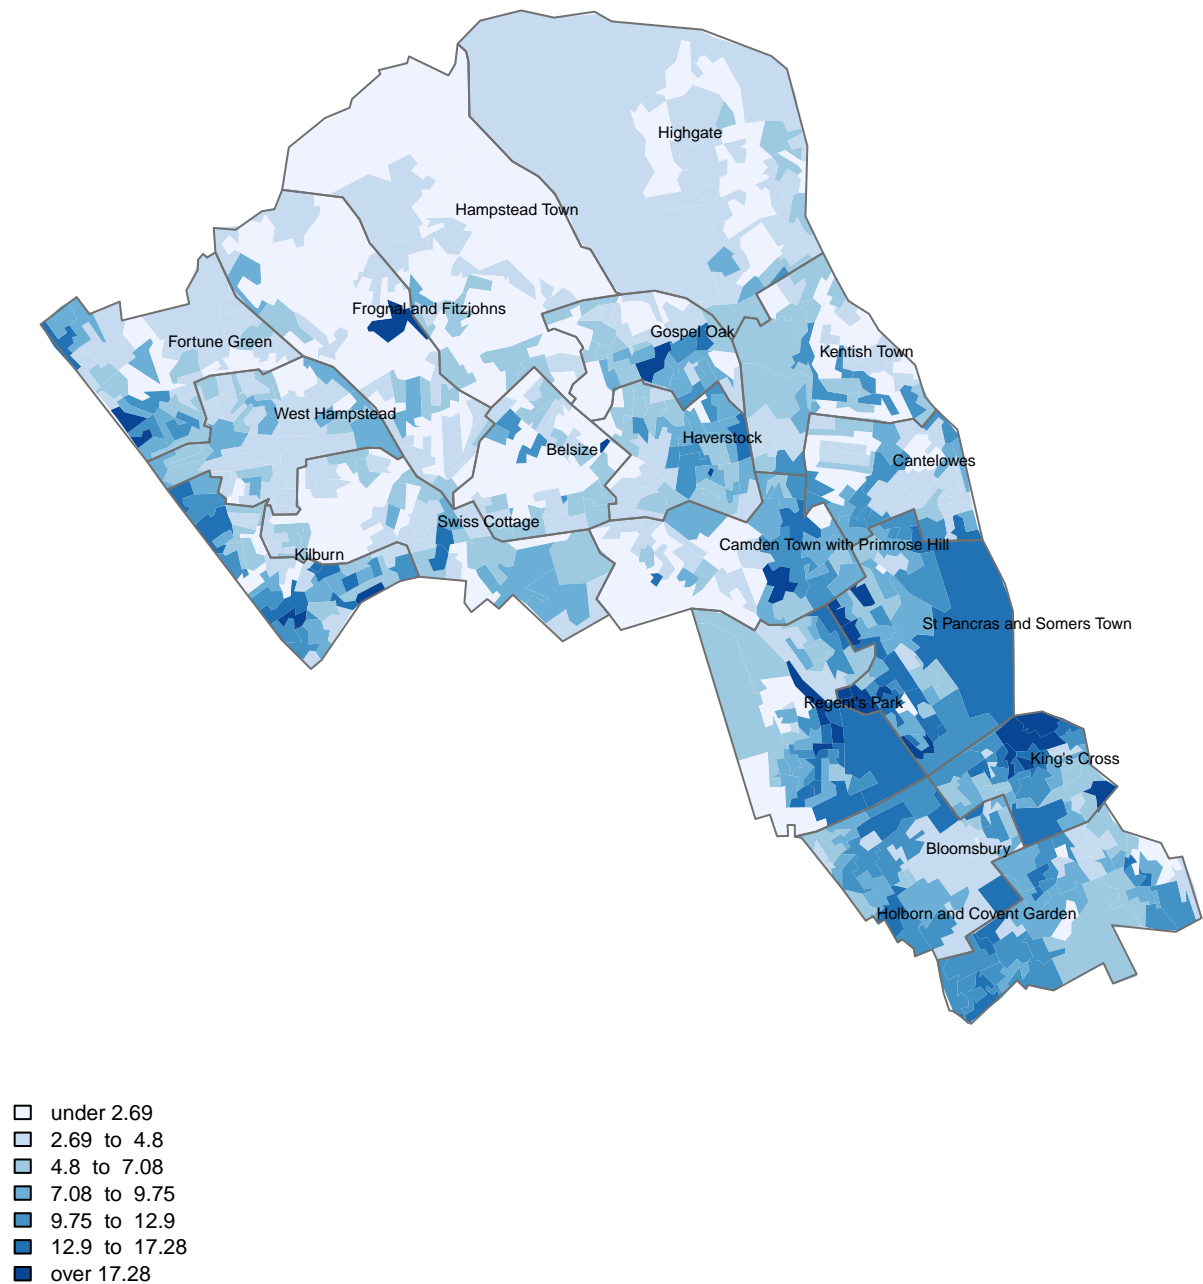 Highgate
Hampstead Town
Frognal and Fitzjohns
Gospel Oak
Fortune Green
Kentish Town
West Hampstead
Haverstock
Belsize
Cantelowes
Swiss Cottage
Camden Town with Primrose Hill
Kilburn
St Pancras and Somers Town
Regent's Park
King's Cross
Bloomsbury
Holborn and Covent Garden
under 2.69
2.69 to 4.8
4.8 to 7.08
7.08 to 9.75
9.75 to 12.9
12.9 to 17.28
over 17.28